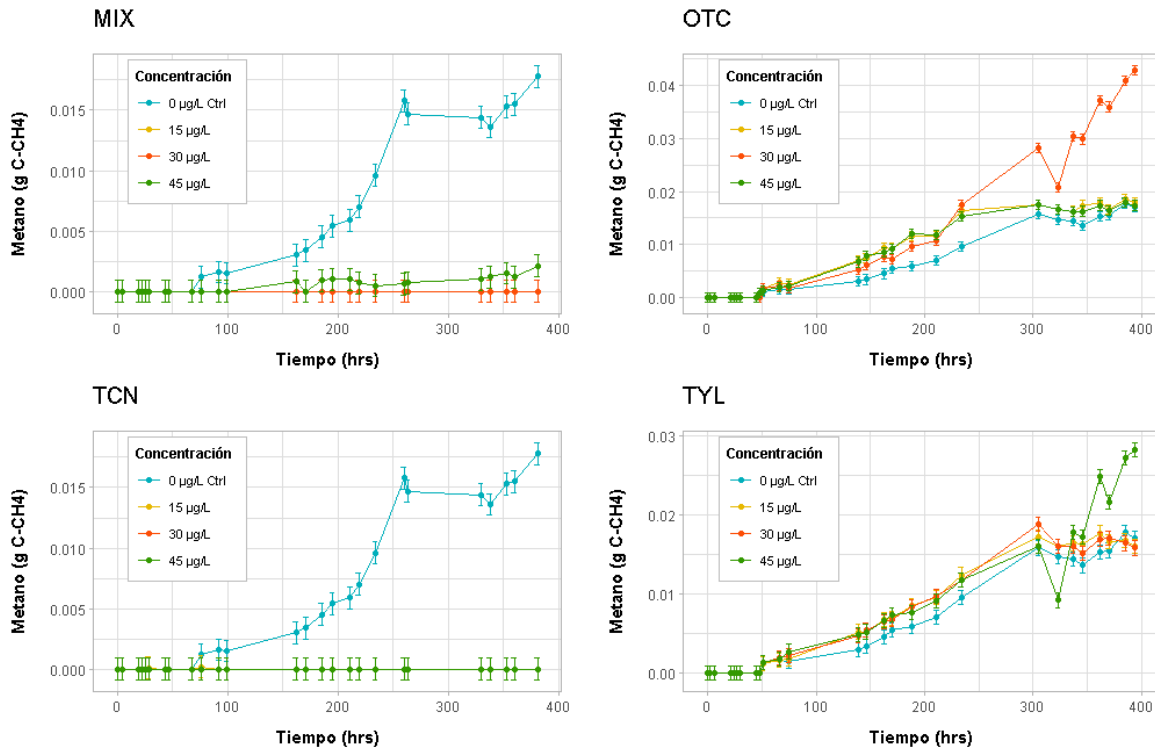 MIX
Concentración
0 µg/L Ctrl
15 µg/L
30 µg/L
45 µg/L
Metano (g C-CH4)
0.015
0.010
0.005
0.000
0 100 200 300 400
Tiempo (hrs)
OTC
Concentración
0 µg/L Ctrl
15 µg/L
30 µg/L
45 µg/L
Metano (g C-CH4)
0.04
0.03
0.02
0.01
0.00
0 100 200 300 400
Tiempo (hrs)
TCN
Concentración
0 µg/L Ctrl
15 µg/L
30 µg/L
45 µg/L
Metano (g C-CH4)
0.015
0.010
0.005
0.000
0 100 200 300 400
Tiempo (hrs)
TYL
Concentración
0 µg/L Ctrl
15 µg/L
30 µg/L
45 µg/L
Metano (g C-CH4)
0.03
0.02
0.01
0.00
0 100 200 300 400
Tiempo (hrs)